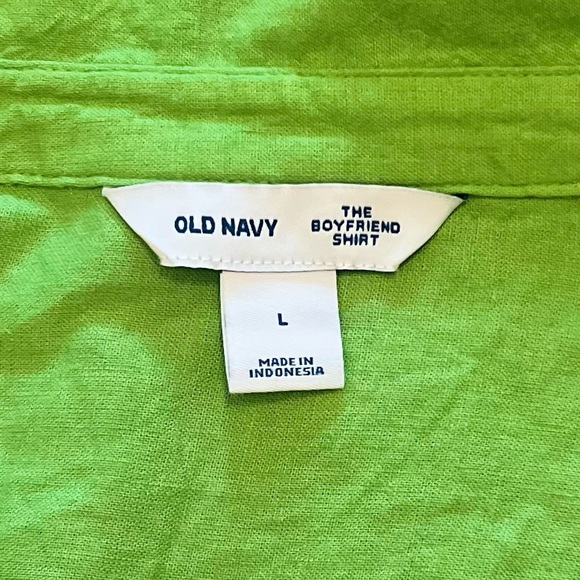 OLD NAVY
THE
BOYFRIEND
SHIRT
L
MADE IN
INDONESIA